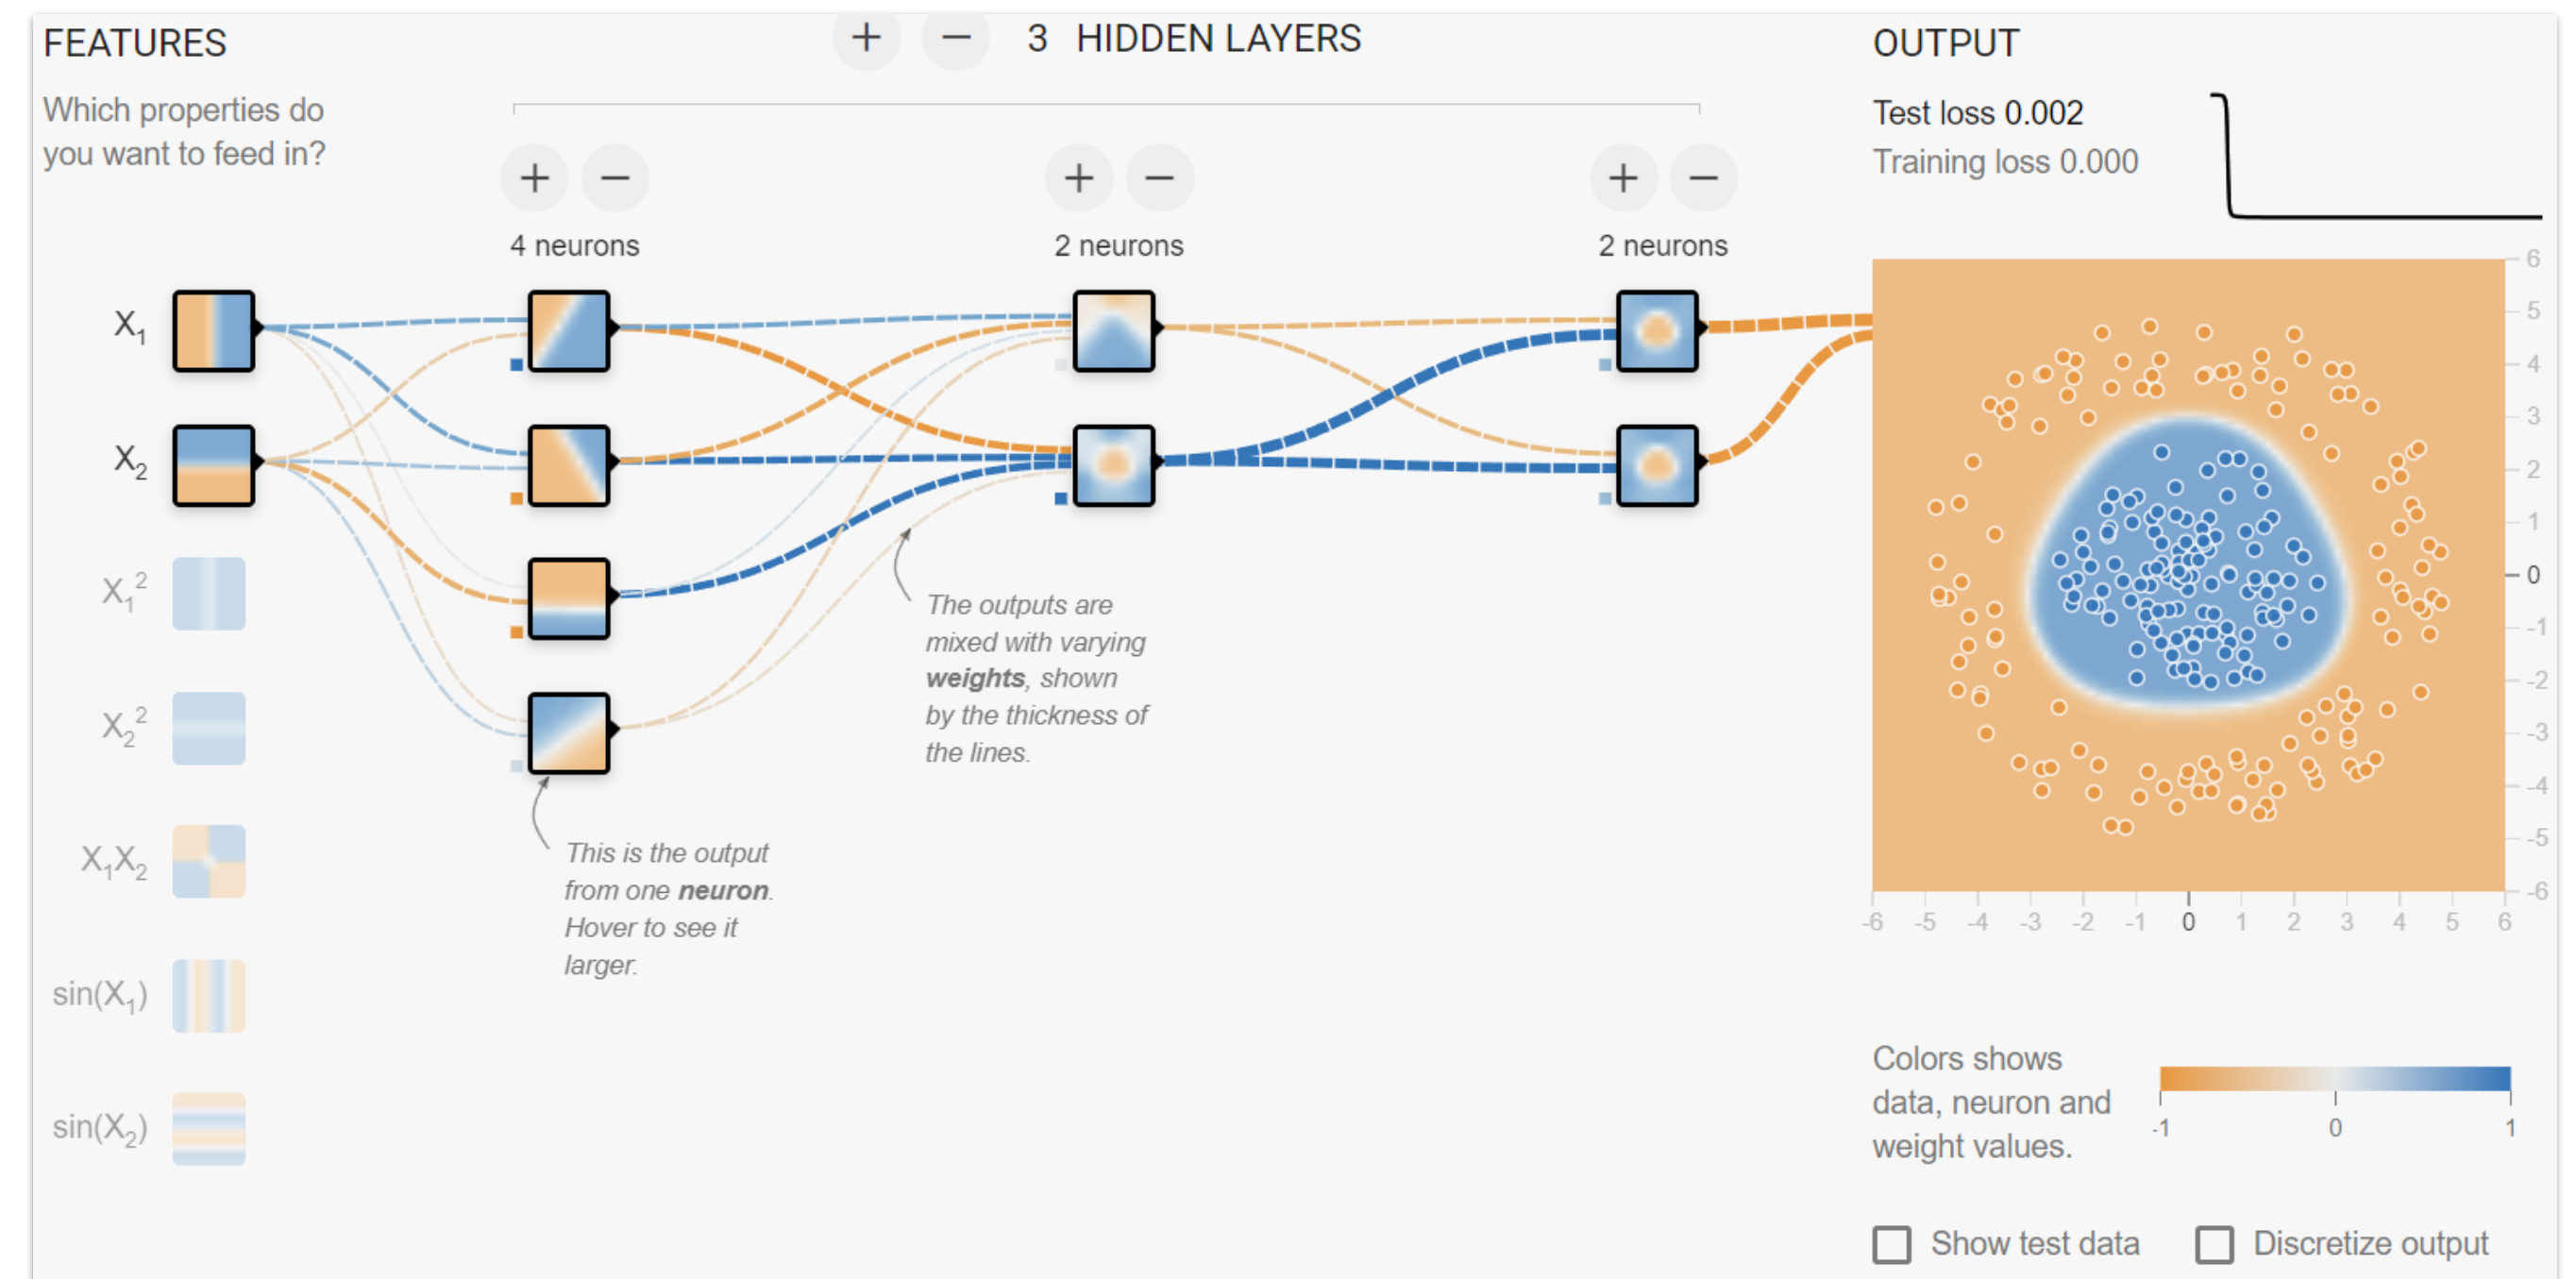 FEATURES
Which properties do
you want to feed in?
+ − 3 HIDDEN LAYERS
+ − + − + −
4 neurons 2 neurons 2 neurons
X1
X2
X1²
X2²
X1X2
sin(X1)
sin(X2)
This is the output
from one neuron.
Hover to see it
larger.
The outputs are
mixed with varying
weights, shown
by the thickness of
the lines.
OUTPUT
Test loss 0.002
Training loss 0.000
6
5
4
3
2
1
0
-1
-2
-3
-4
-5
-6
-6 -5 -4 -3 -2 -1 0 1 2 3 4 5 6
Colors shows
data, neuron and
weight values.
-1 0 1
Show test data Discretize output